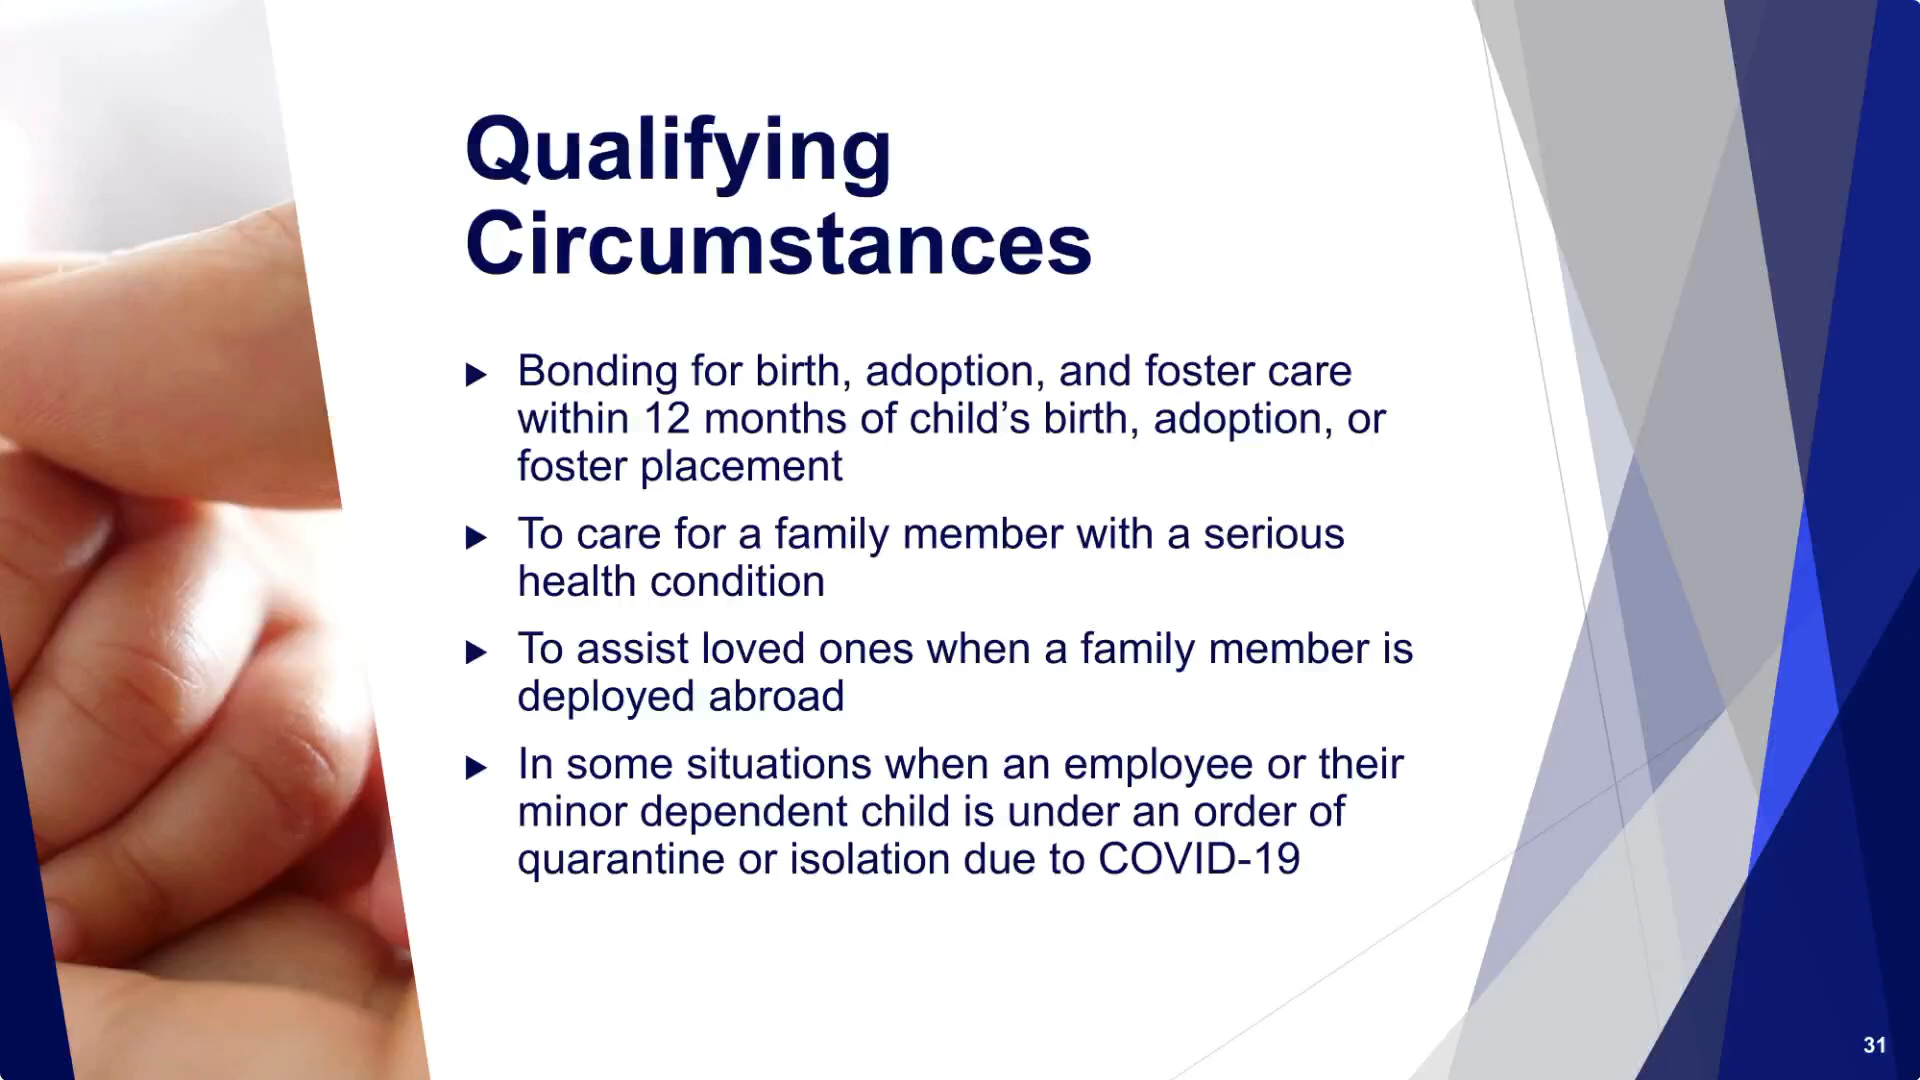 Qualifying
Circumstances
Bonding for birth, adoption, and foster care
within 12 months of child’s birth, adoption, or
foster placement
To care for a family member with a serious
health condition
To assist loved ones when a family member is
deployed abroad
In some situations when an employee or their
minor dependent child is under an order of
quarantine or isolation due to COVID-19
31